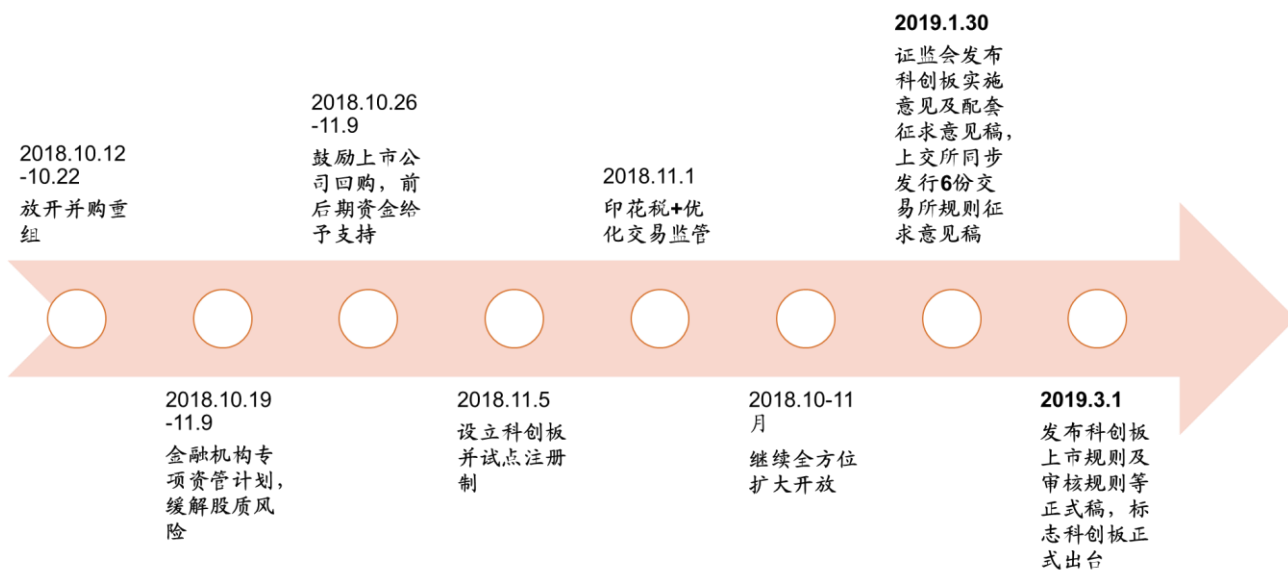 2018.10.12
-10.22
放开并购重
组
2018.10.19
-11.9
金融机构专
项资管计划，
缓解股质风
险
2018.10.26
-11.9
鼓励上市公
司回购，前
后期资金给
予支持
2018.11.5
设立科创板
并试点注册
制
2018.11.1
印花税+优
化交易监管
2018.10-11
月
继续全方位
扩大开放
2019.1.30
证监会发布
科创板实施
意见及配套
征求意见稿，
上交所同步
发行6份交
易所规则征
求意见稿
2019.3.1
发布科创板
上市规则及
审核规则等
正式稿，标
志科创板正
式出台